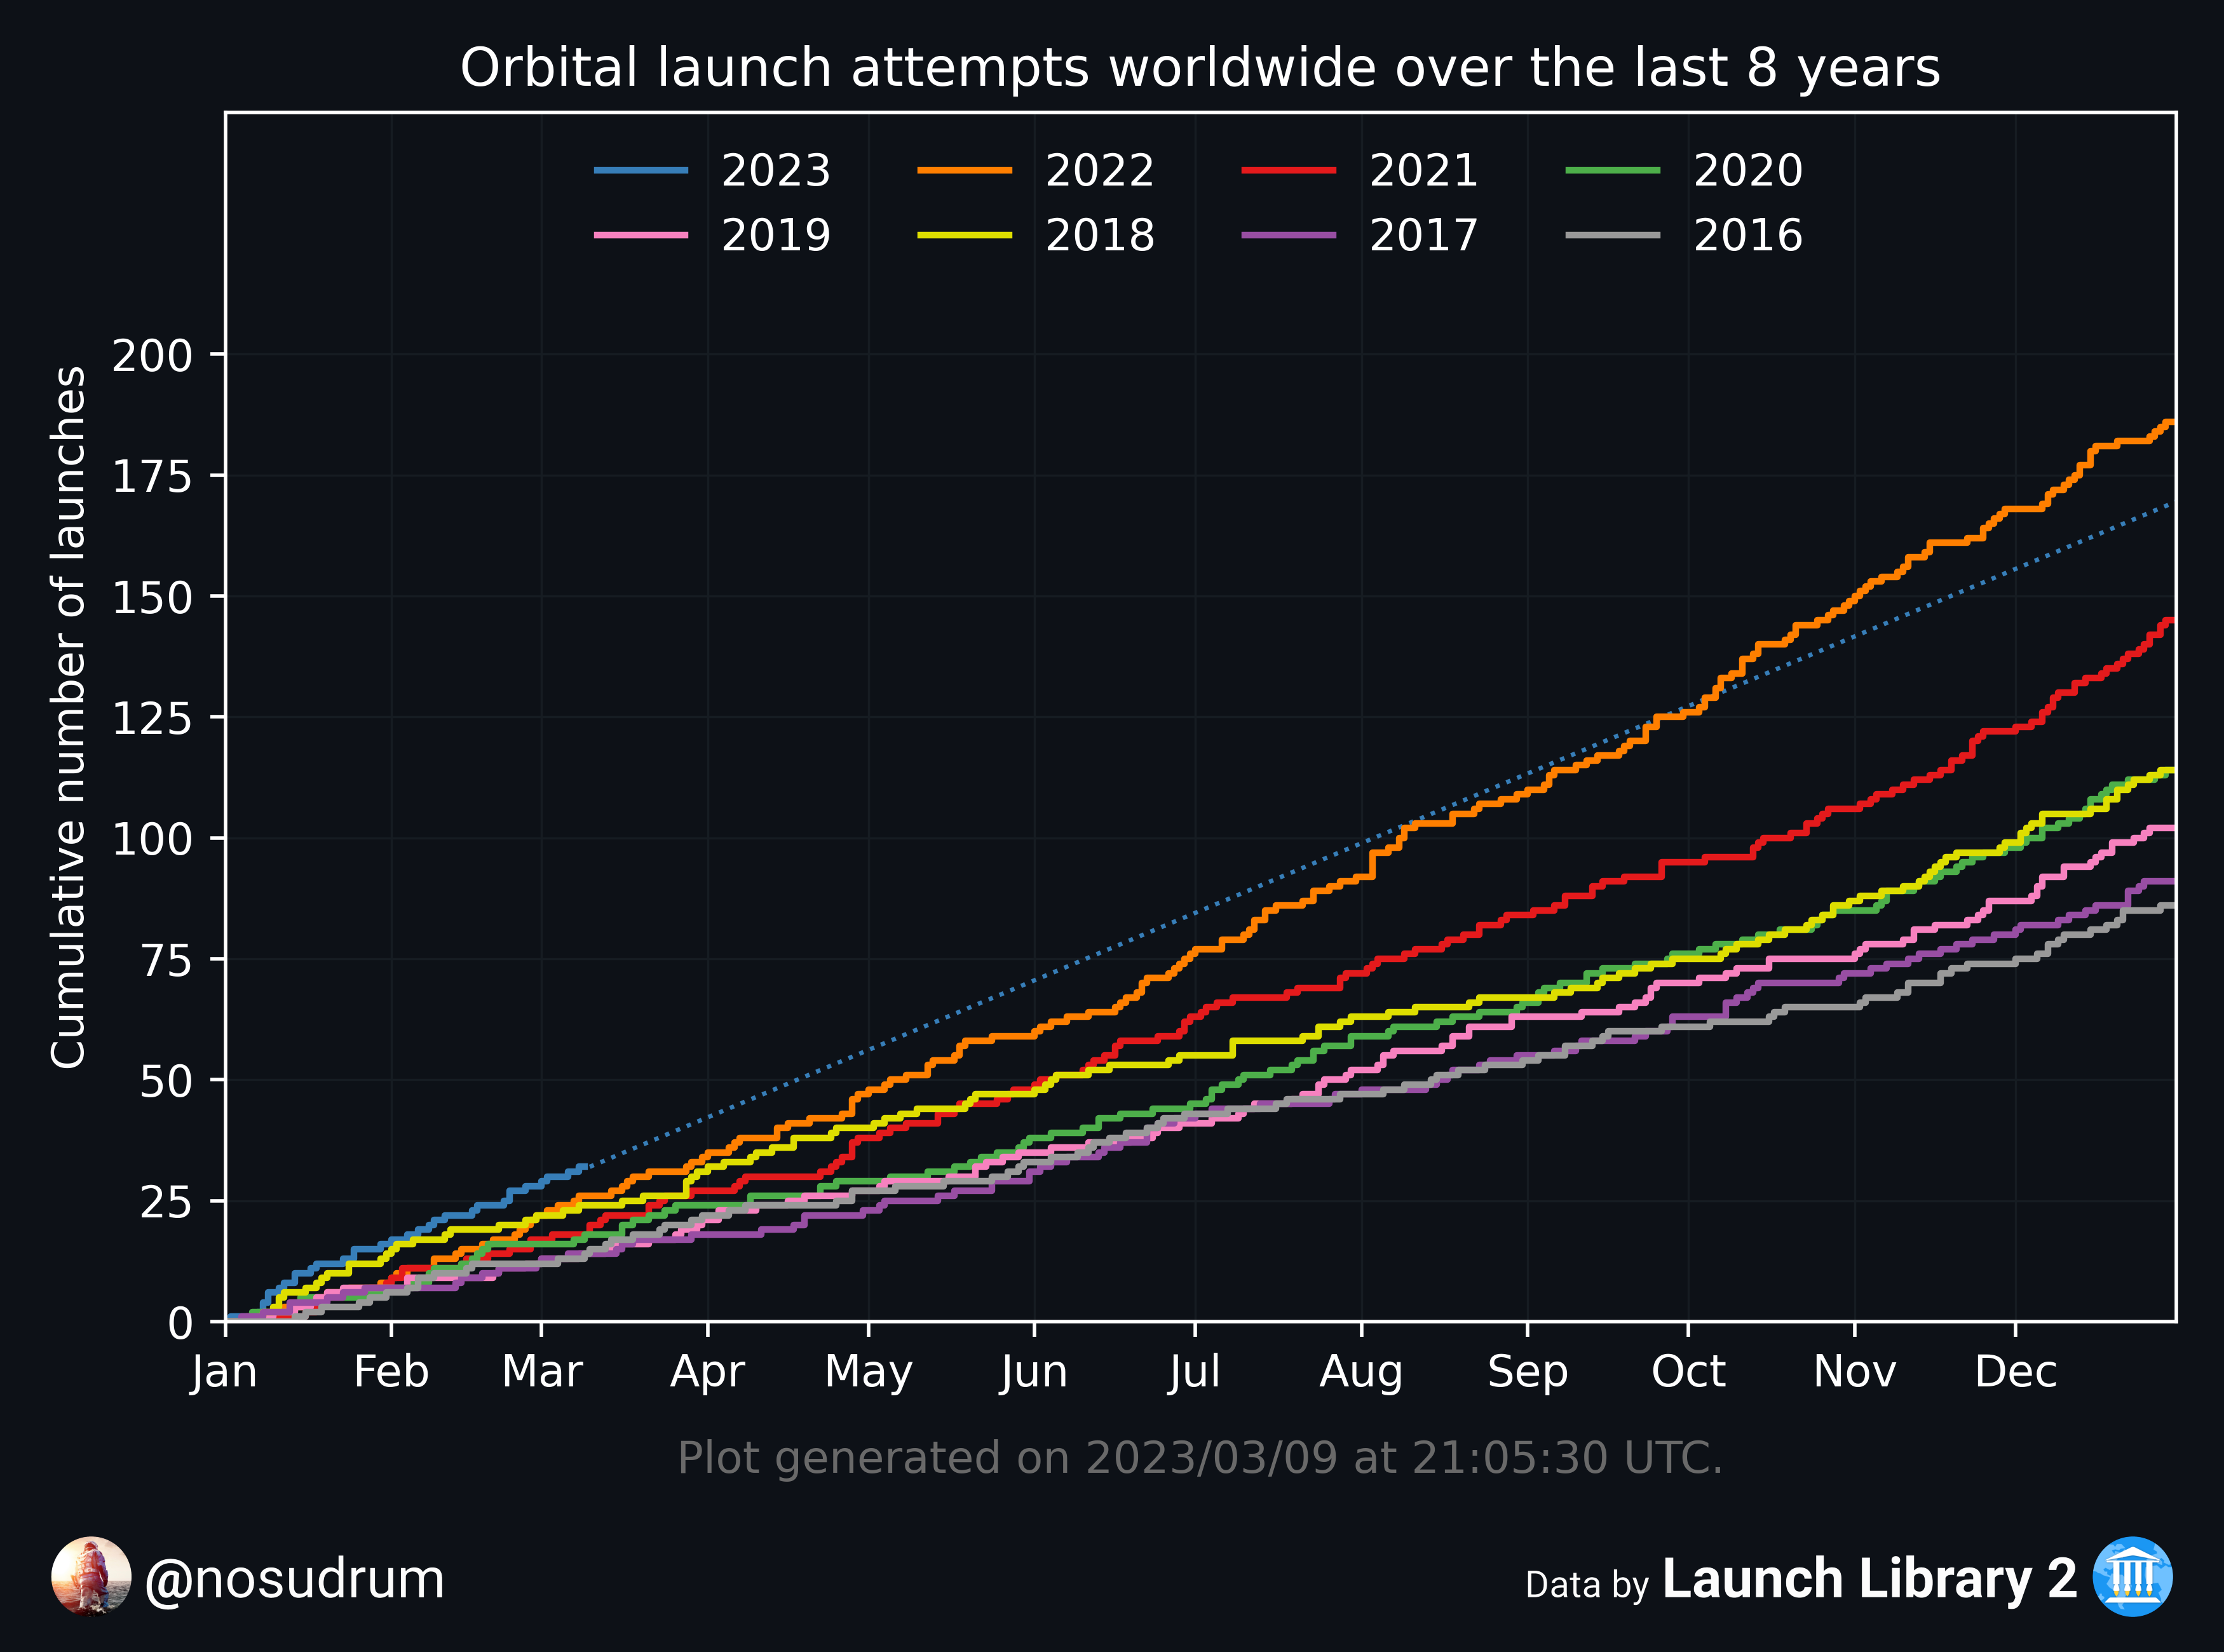 Orbital launch attempts worldwide over the last 8 years
2023 2022 2021 2020
2019 2018 2017 2016
Cumulative number of launches
200
175
150
125
100
75
50
25
0
Jan Feb Mar Apr May Jun Jul Aug Sep Oct Nov Dec
Plot generated on 2023/03/09 at 21:05:30 UTC.
@nosudrum
Data by Launch Library 2